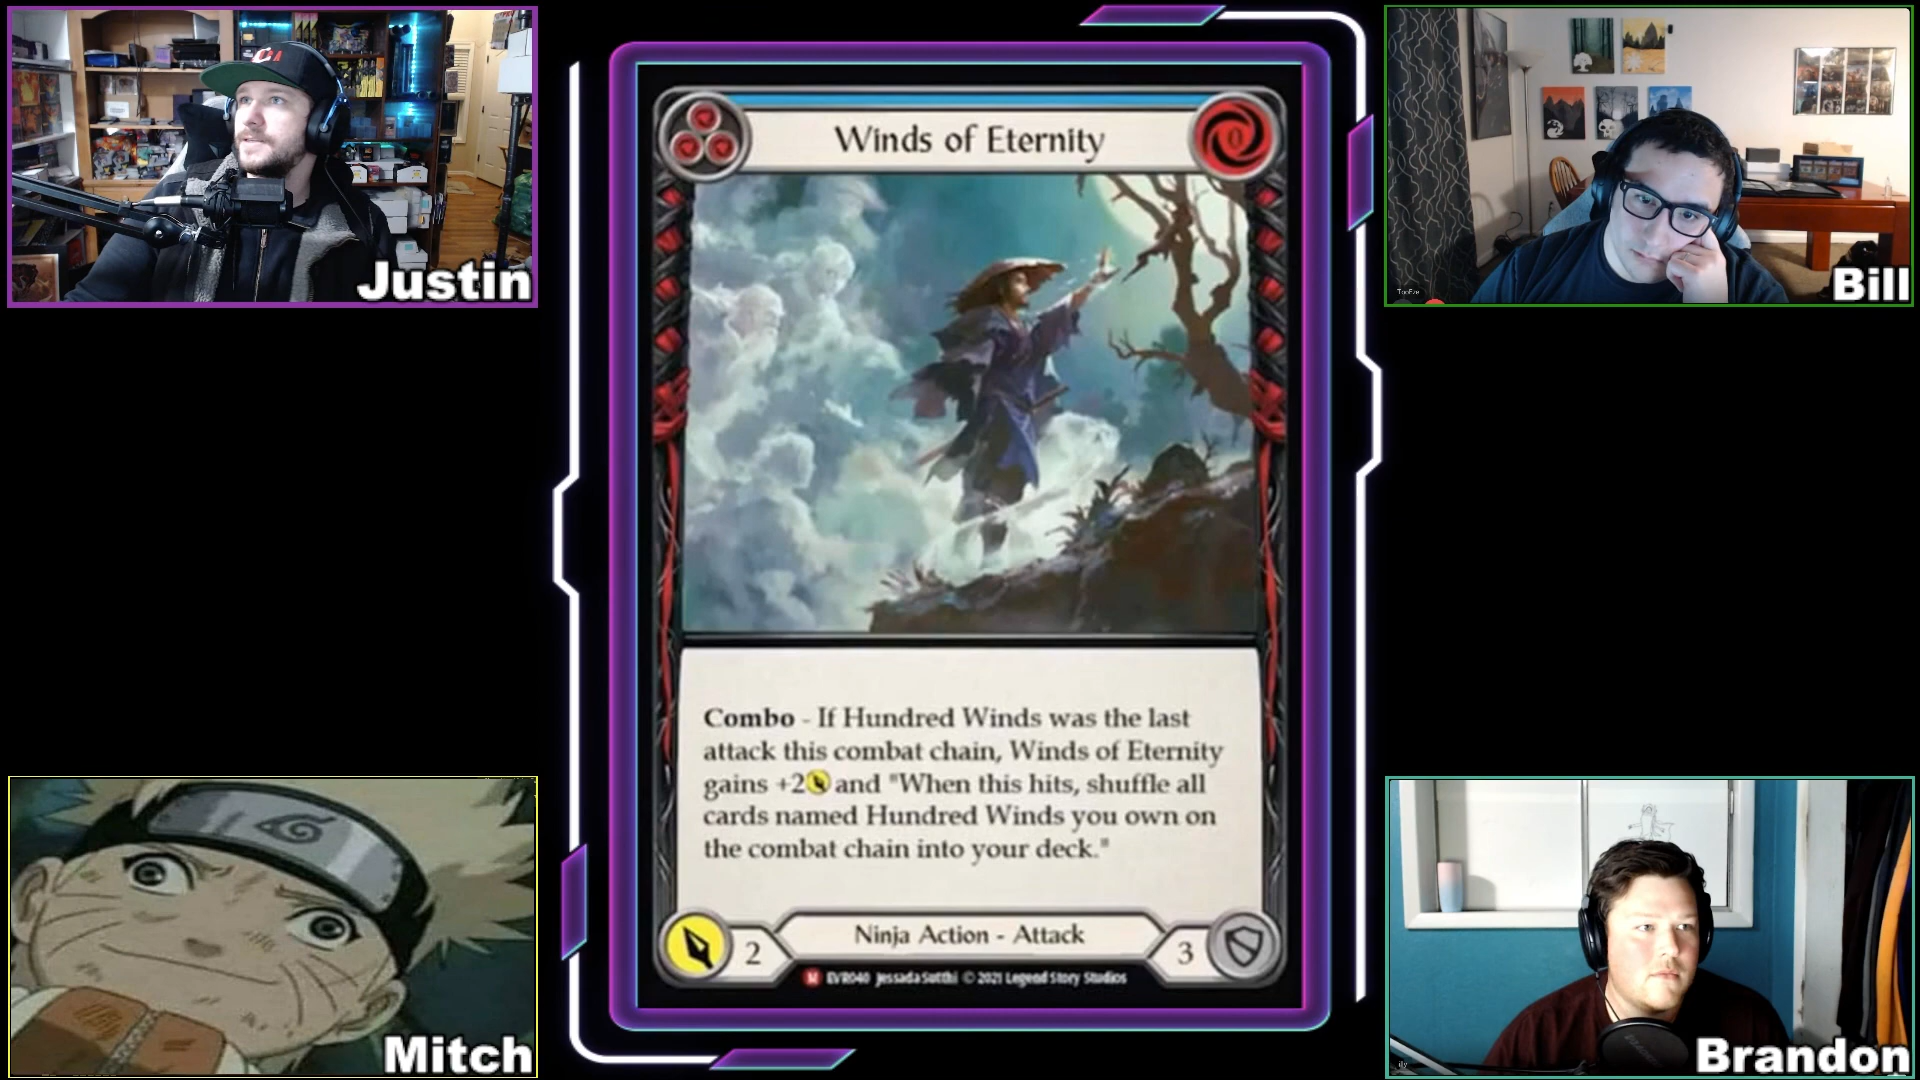 Justin
Bill
Winds of Eternity
0
Combo - If Hundred Winds was the last
attack this combat chain, Winds of Eternity
gains +2 and "When this hits, shuffle all
cards named Hundred Winds you own on
the combat chain into your deck."
2
Ninja Action - Attack
3
M EVR040 Jessada Sutthi © 2021 Legend Story Studios
Mitch
Brandon